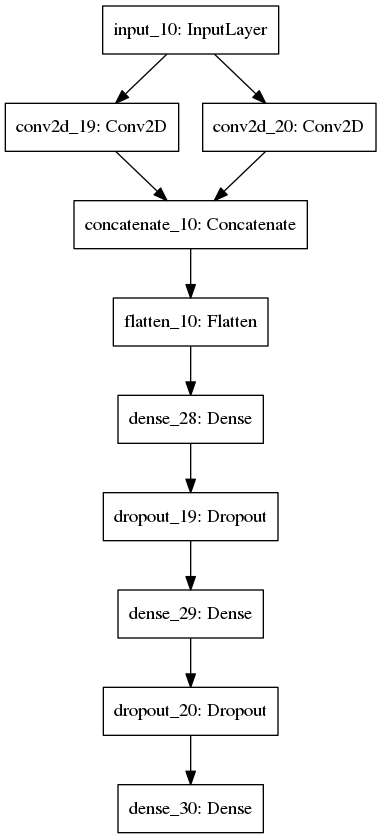 input_10: InputLayer
conv2d_19: Conv2D
conv2d_20: Conv2D
concatenate_10: Concatenate
flatten_10: Flatten
dense_28: Dense
dropout_19: Dropout
dense_29: Dense
dropout_20: Dropout
dense_30: Dense